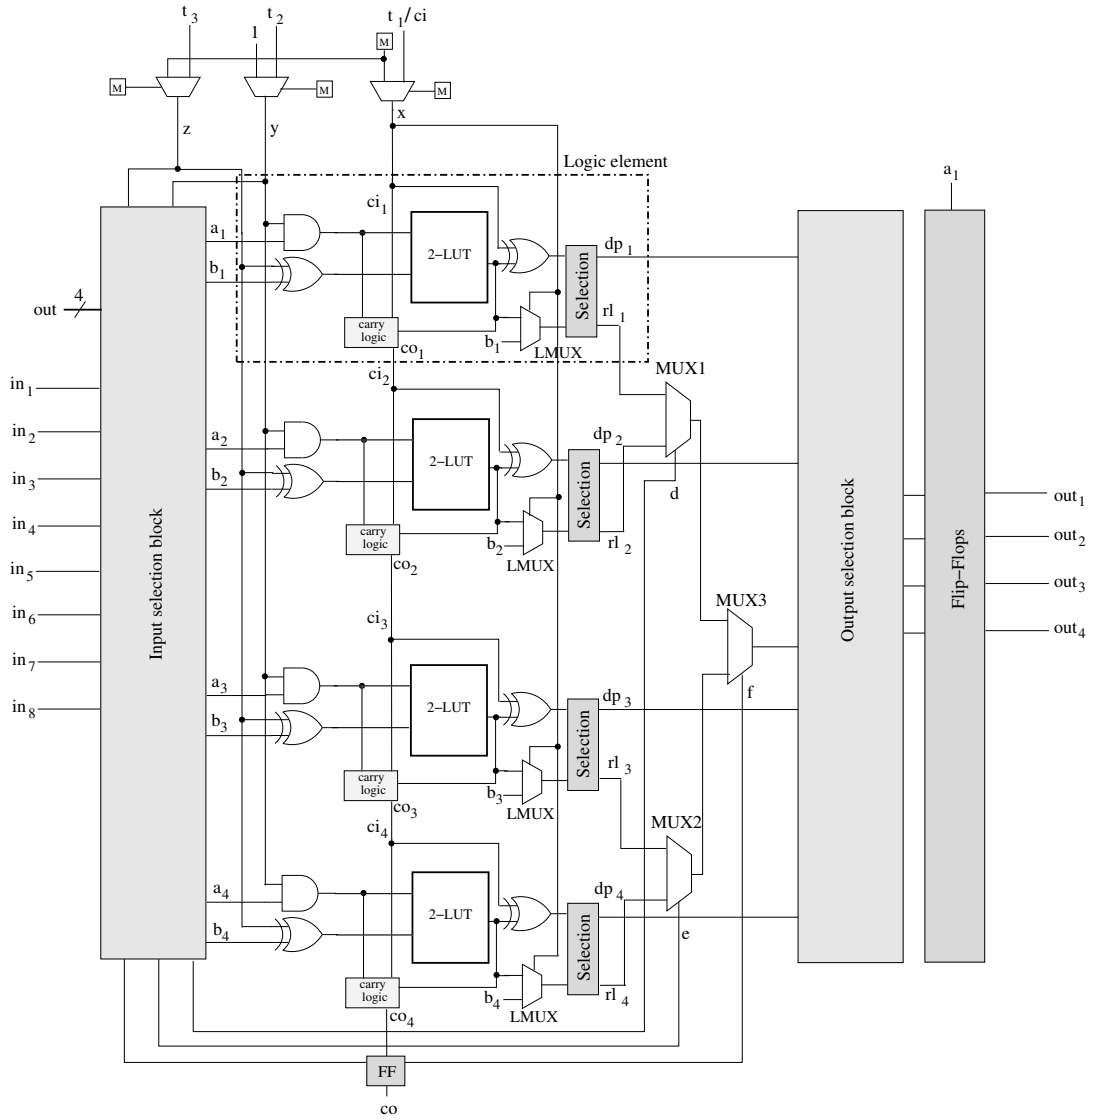 t3
t2
t1/ci
1
M
M
M
M
z
y
x
Logic element
a1
ci1
a1
b1
2-LUT
Selection
dp1
rl1
carry
logic
co1
b1
LMUX
4
out
ci2
MUX1
in1
in2
in3
in4
in5
in6
in7
in8
Input selection block
a2
b2
2-LUT
Selection
dp2
rl2
d
carry
logic
co2
b2
LMUX
Output selection block
Flip-Flops
out1
out2
out3
out4
ci3
MUX3
f
a3
b3
2-LUT
Selection
dp3
rl3
carry
logic
co3
b3
LMUX
ci4
MUX2
a4
b4
2-LUT
Selection
dp4
rl4
e
carry
logic
co4
b4
LMUX
FF
co